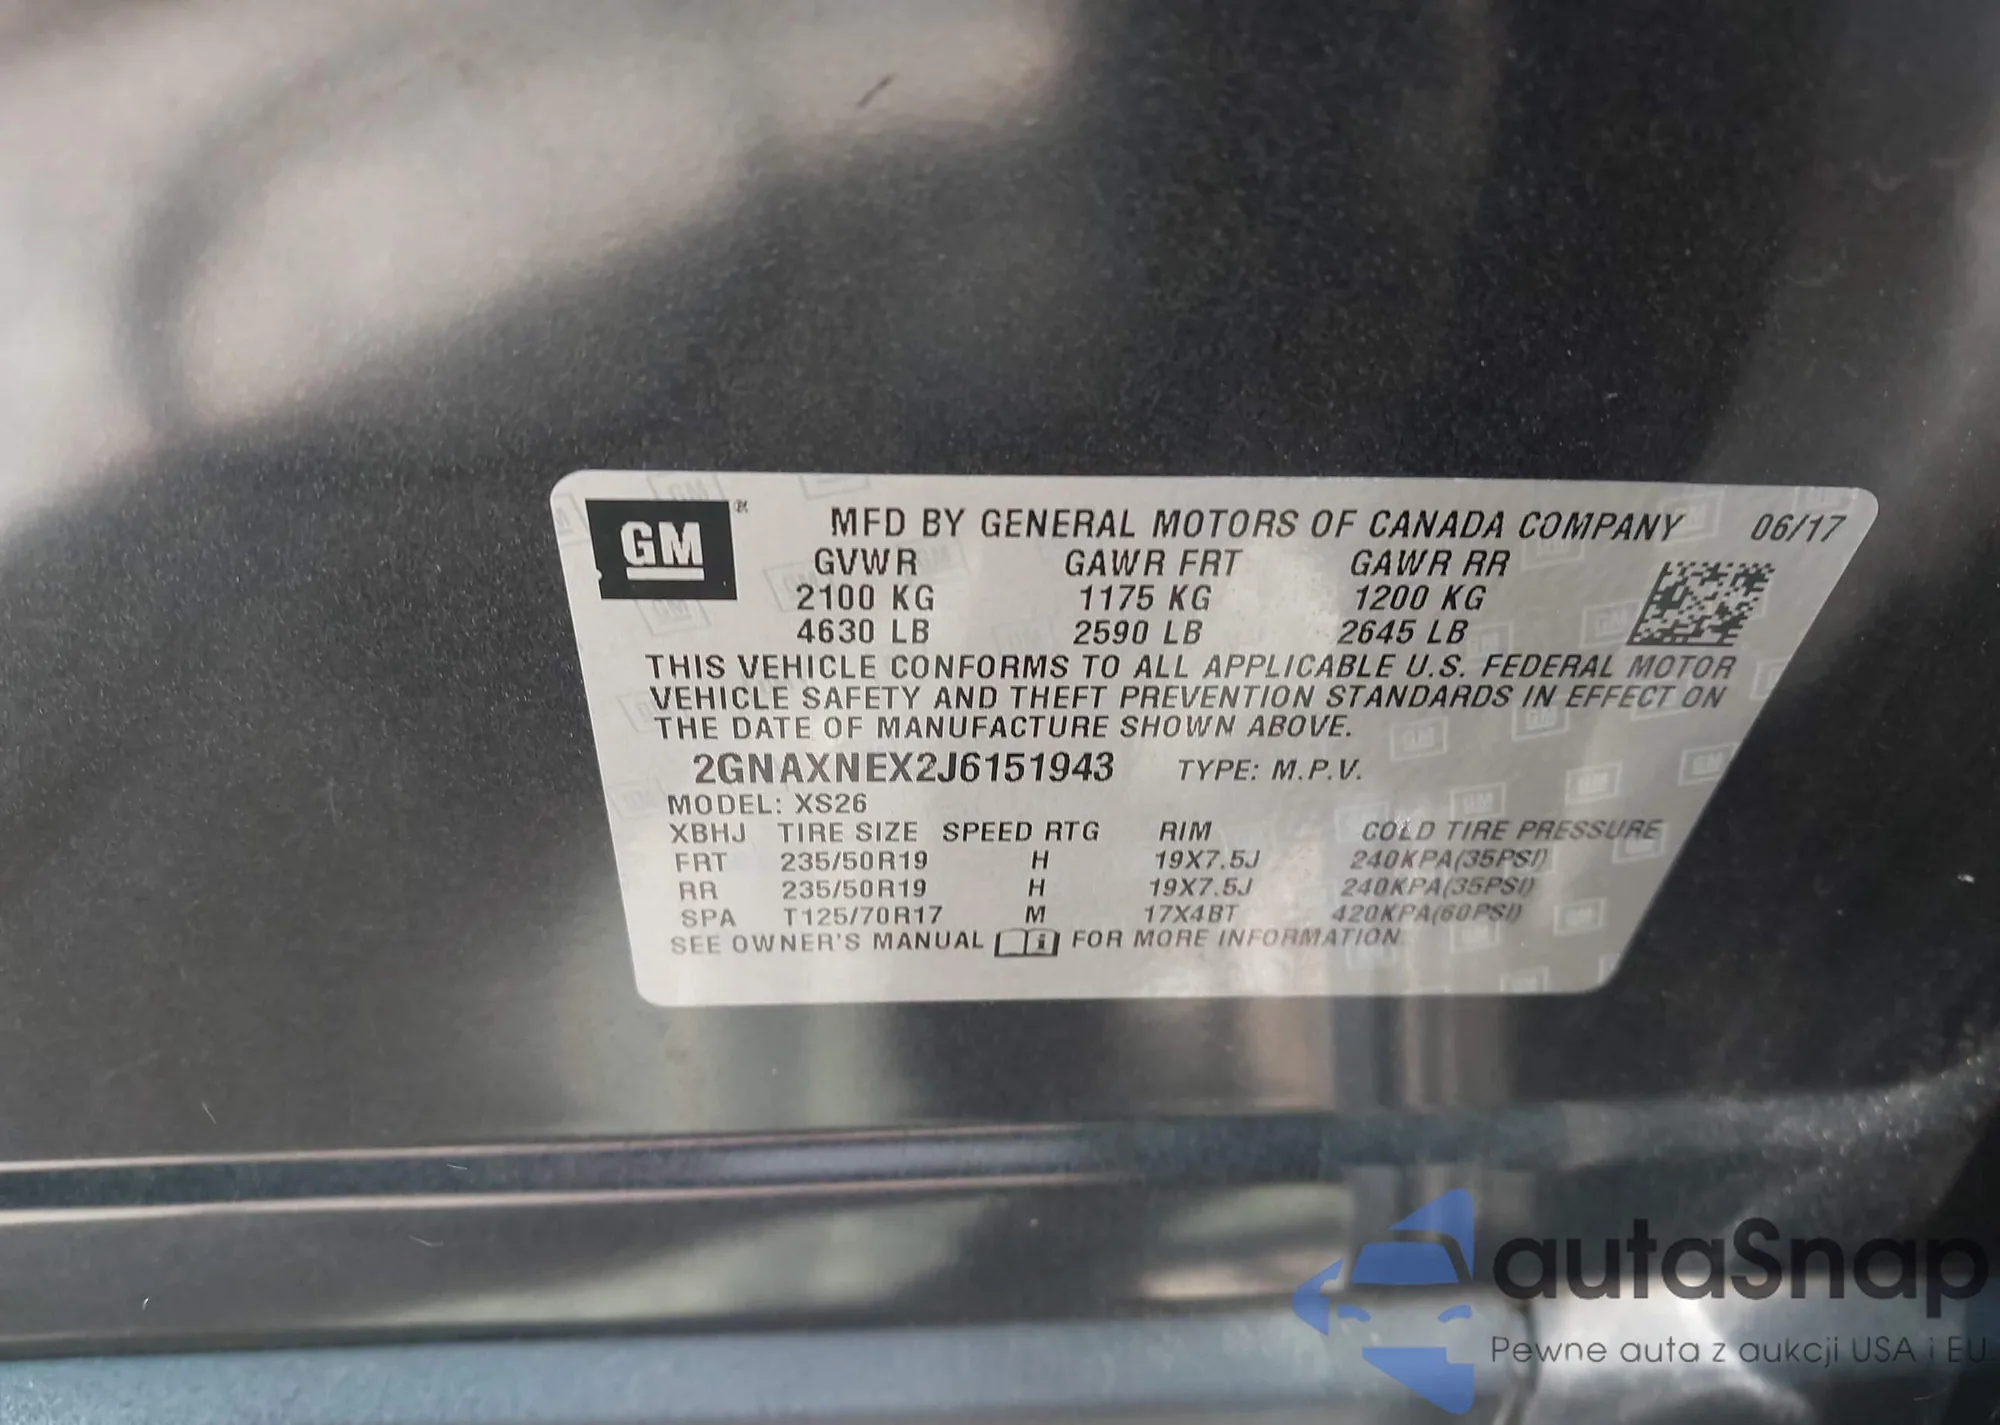 GM® MFD BY GENERAL MOTORS OF CANADA COMPANY 06/17
GVWR GAWR FRT GAWR RR
2100 KG 1175 KG 1200 KG
4630 LB 2590 LB 2645 LB
THIS VEHICLE CONFORMS TO ALL APPLICABLE U.S. FEDERAL MOTOR
VEHICLE SAFETY AND THEFT PREVENTION STANDARDS IN EFFECT ON
THE DATE OF MANUFACTURE SHOWN ABOVE.
2GNAXNEX2J6151943 TYPE: M.P.V.
MODEL: XS26
XBHJ TIRE SIZE SPEED RTG RIM COLD TIRE PRESSURE
FRT 235/50R19 H 19X7.5J 240KPA(35PSI)
RR 235/50R19 H 19X7.5J 240KPA(35PSI)
SPA T125/70R17 M 17X4BT 420KPA(60PSI)
SEE OWNER'S MANUAL i FOR MORE INFORMATION
autaSnap
Pewne auta z aukcji USA i EU